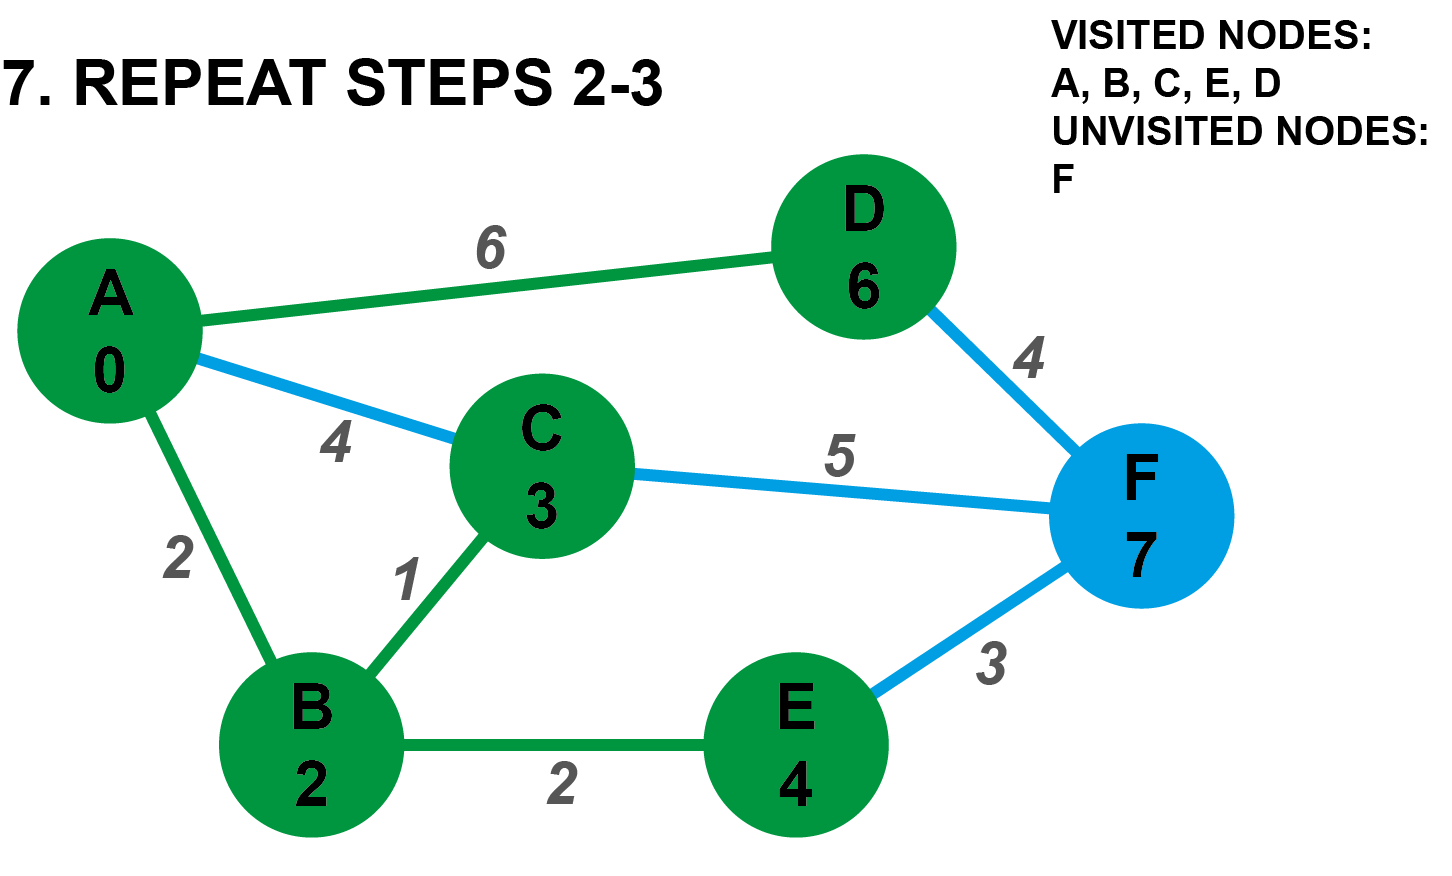 7. REPEAT STEPS 2-3
VISITED NODES:
A, B, C, E, D
UNVISITED NODES:
F
D
6
6
A
0
4
C
3
4
5
F
7
2
1
3
B
2
2
E
4